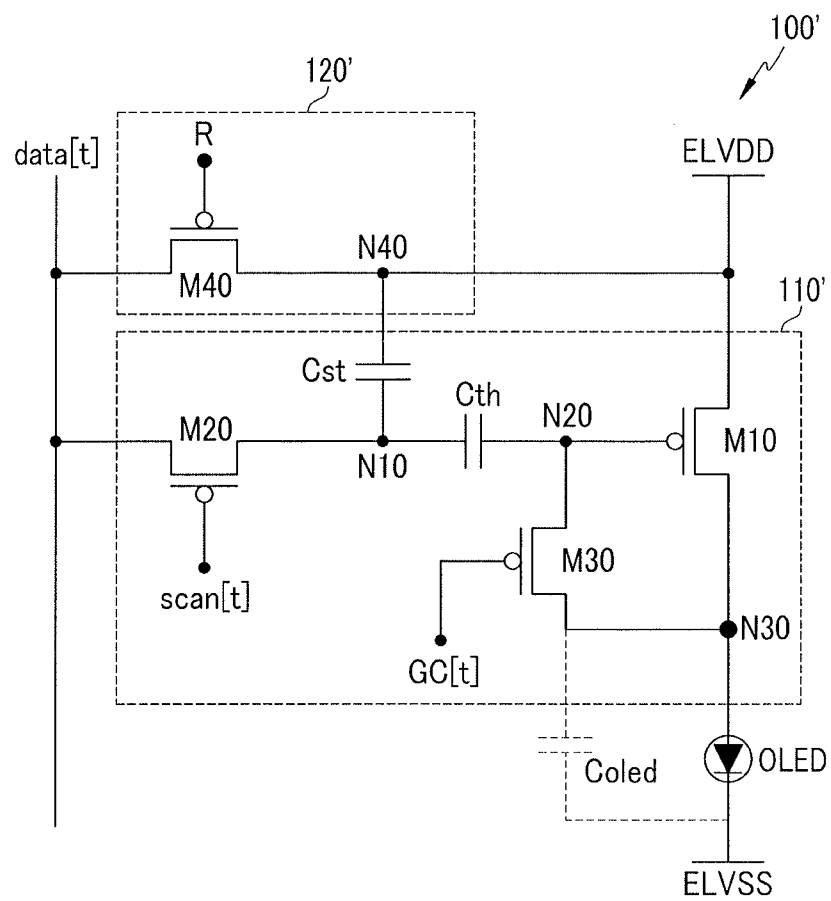 100'
120'
R
data[t]
ELVDD
N40
M40
110'
Cst
Cth
M20
N20
M10
N10
M30
scan[t]
N30
GC[t]
Coled
OLED
ELVSS